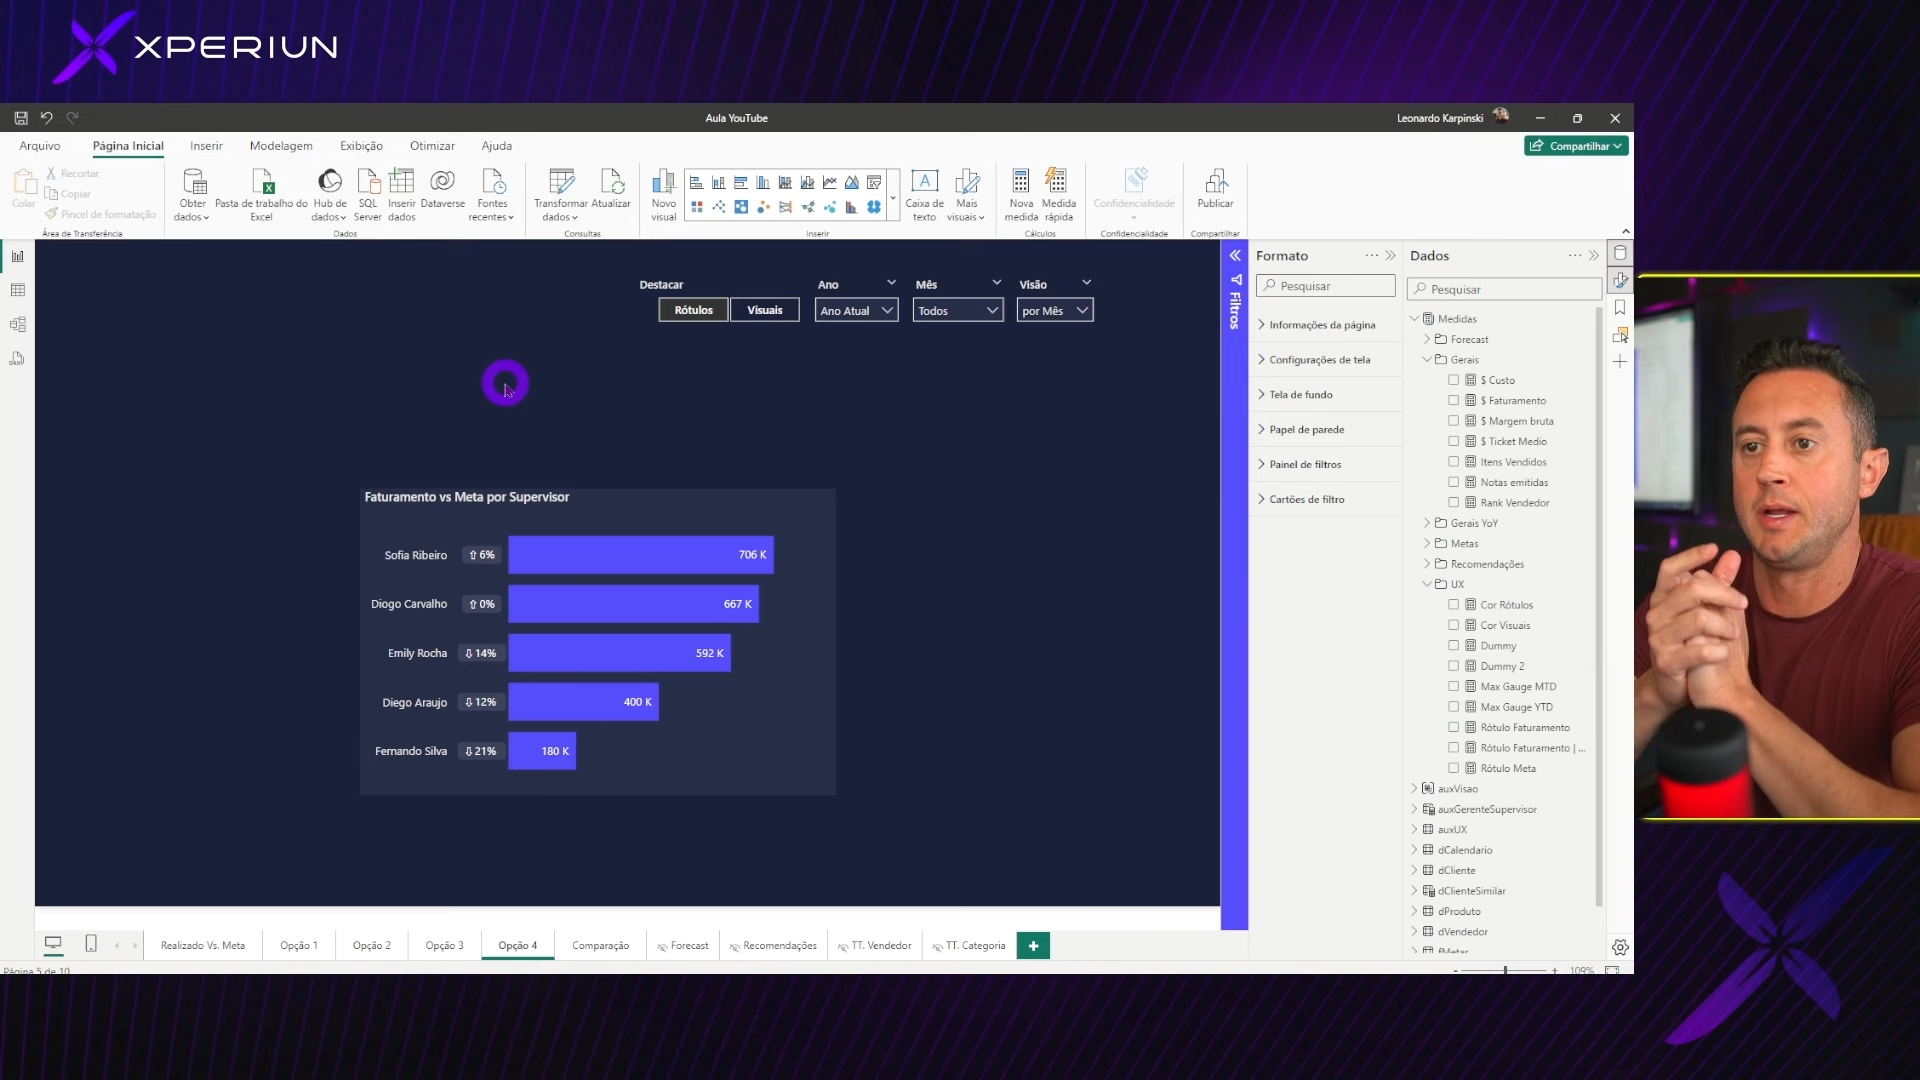 XPERIUN
Aula YouTube
Leonardo Karpinski
Arquivo
Página Inicial
Inserir
Modelagem
Exibição
Otimizar
Ajuda
Compartilhar
Colar
Recortar
Copiar
Pincel de formatação
Área de Transferência
Obter dados
Pasta de trabalho do Excel
Hub de dados
SQL Server
Inserir dados
Dataverse
Fontes recentes
Dados
Transformar dados
Atualizar
Consultas
Novo visual
Caixa de texto
Mais visuais
Inserir
Nova medida
Medida rápida
Cálculos
Confidencialidade
Confidencialidade
Publicar
Compartilhar
Destacar
Rótulos
Visuais
Ano
Ano Atual
Mês
Todos
Visão
por Mês
Faturamento vs Meta por Supervisor
Sofia Ribeiro ⇧ 6% 706 K
Diogo Carvalho ⇧ 0% 667 K
Emily Rocha ⇩ 14% 592 K
Diego Araujo ⇩ 12% 400 K
Fernando Silva ⇩ 21% 180 K
Filtros
Formato
Pesquisar
Informações da página
Configurações de tela
Tela de fundo
Papel de parede
Painel de filtros
Cartões de filtro
Dados
Pesquisar
Medidas
Forecast
Gerais
$ Custo
$ Faturamento
$ Margem bruta
$ Ticket Medio
Itens Vendidos
Notas emitidas
Rank Vendedor
Gerais YoY
Metas
Recomendações
UX
Cor Rótulos
Cor Visuais
Dummy
Dummy 2
Max Gauge MTD
Max Gauge YTD
Rótulo Faturamento
Rótulo Faturamento | ...
Rótulo Meta
auxVisao
auxGerenteSupervisor
auxUX
dCalendario
dCliente
dClienteSimilar
dProduto
dVendedor
fMetas
Realizado Vs. Meta
Opção 1
Opção 2
Opção 3
Opção 4
Comparação
Forecast
Recomendações
TT. Vendedor
TT. Categoria
Página 5 de 10
109%